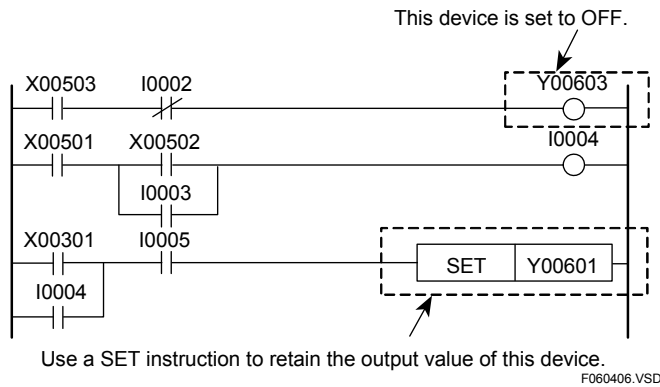 This device is set to OFF.
X00503 I0002 Y00603
X00501 X00502 I0004
I0003
X00301 I0005
SET Y00601
I0004
Use a SET instruction to retain the output value of this device.
F060406.VSD